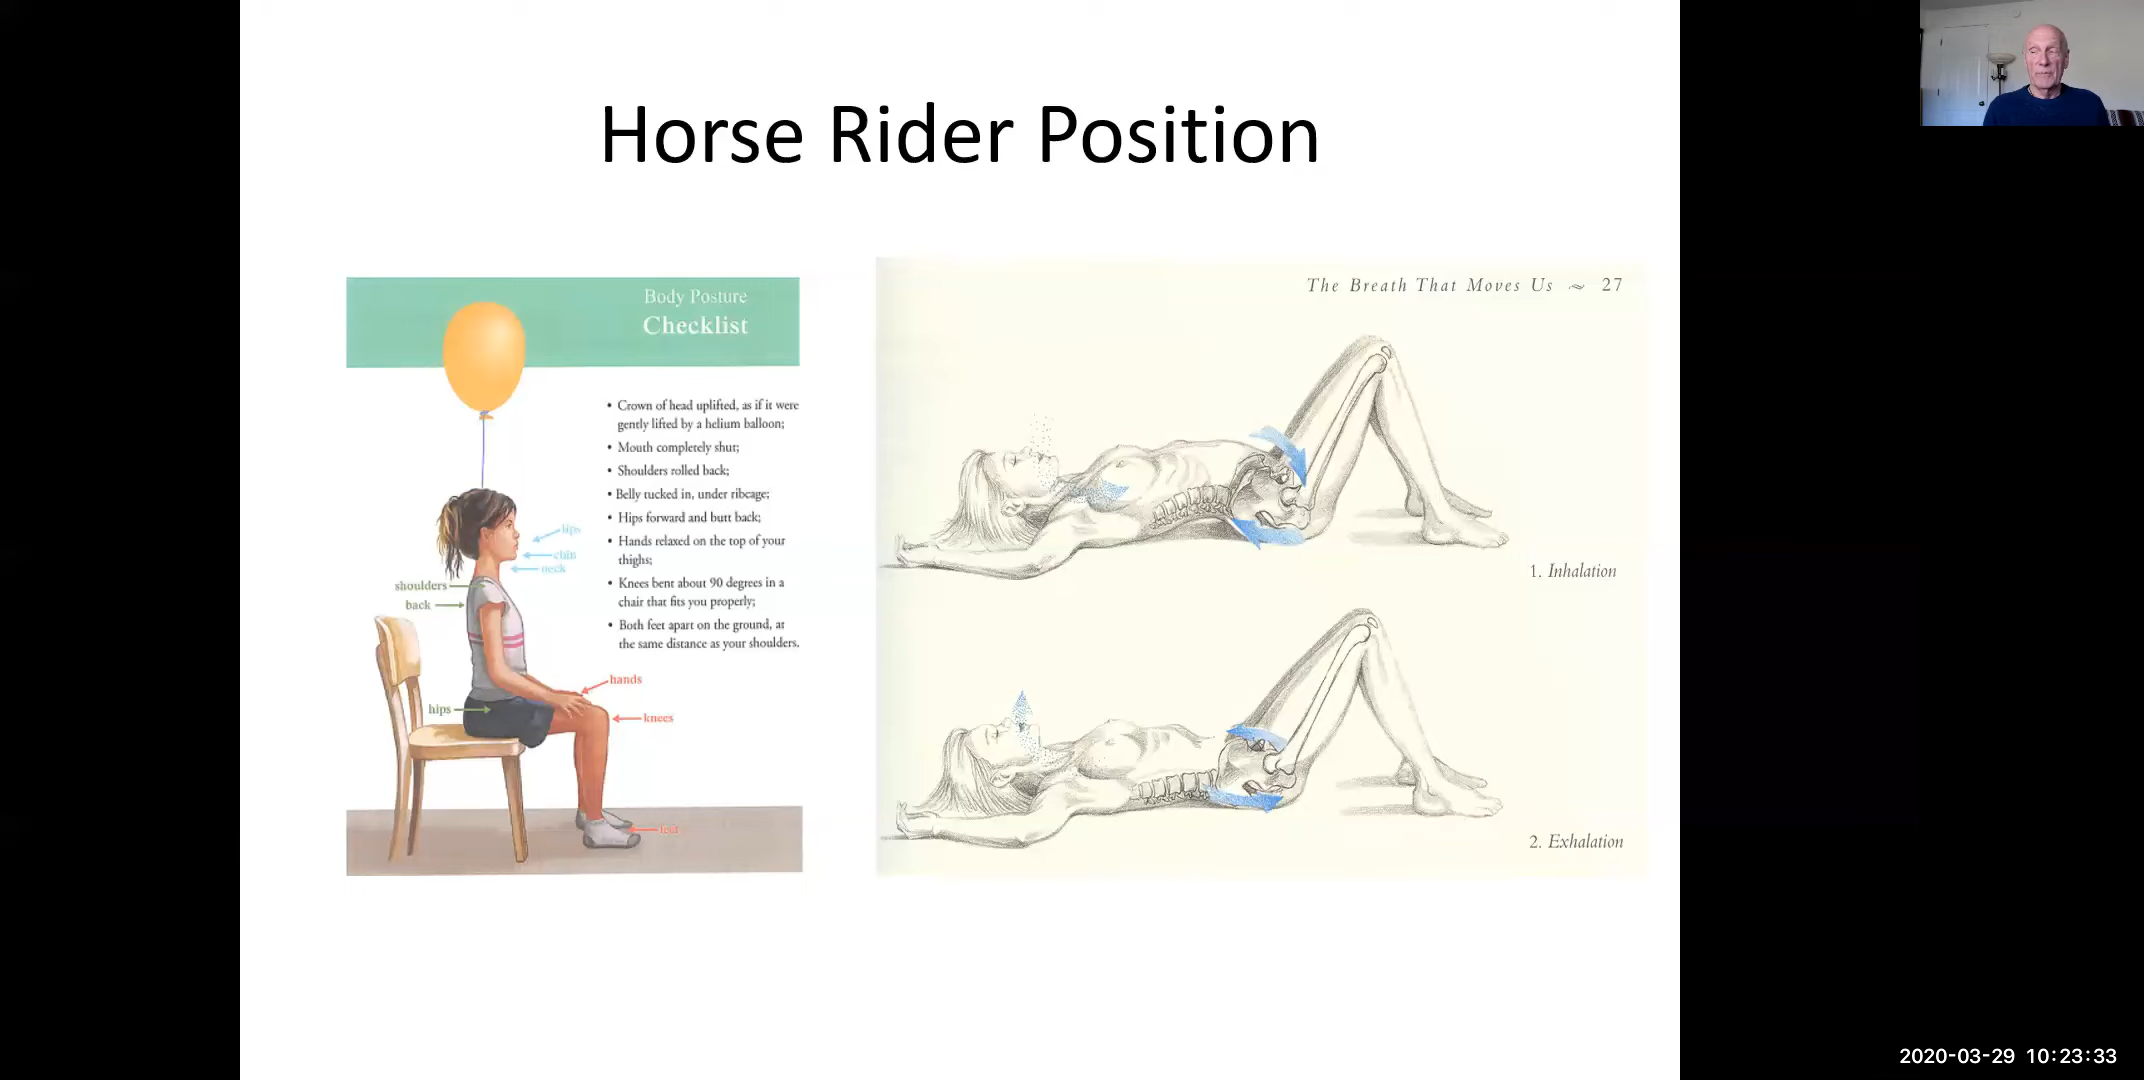 Horse Rider Position
Body Posture
Checklist
• Crown of head uplifted, as if it were
gently lifted by a helium balloon;
• Mouth completely shut;
• Shoulders rolled back;
• Belly tucked in, under ribcage;
• Hips forward and butt back;
• Hands relaxed on the top of your
thighs;
• Knees bent about 90 degrees in a
chair that fits you properly;
• Both feet apart on the ground, at
the same distance as your shoulders.
lips
chin
neck
shoulders
back
hands
hips
knees
feet
The Breath That Moves Us ~ 27
1. Inhalation
2. Exhalation
2020-03-29 10:23:33